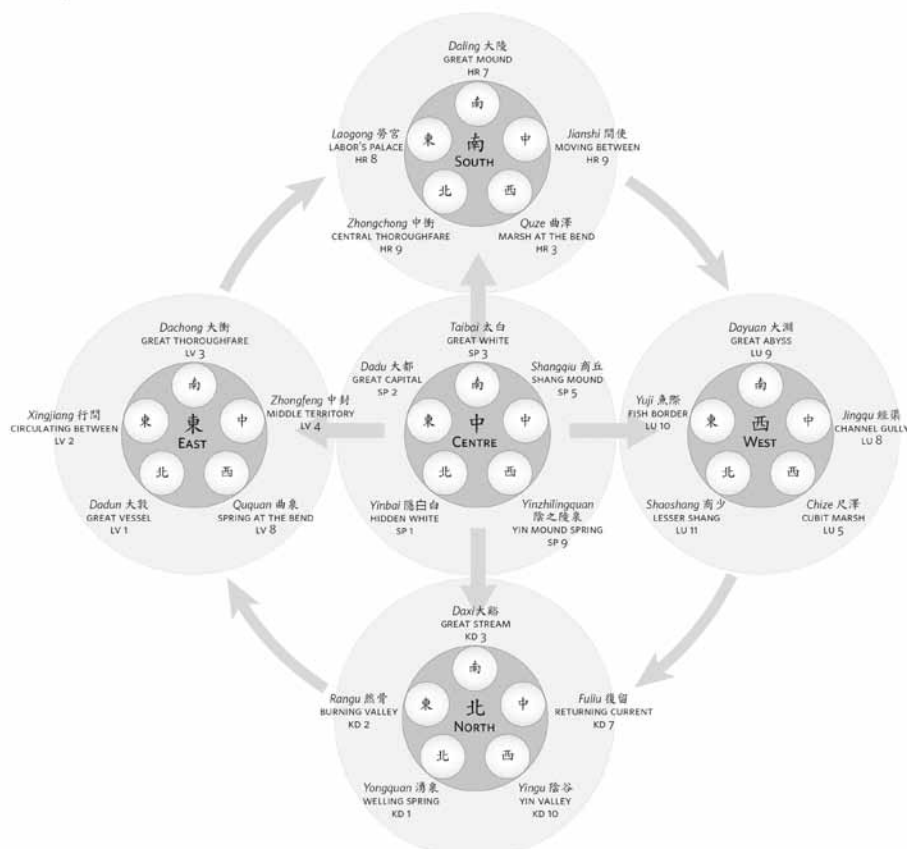 Daling 大陵
GREAT MOUND
HR 7
南
Laogong 勞宮
LABOR'S PALACE
HR 8
東
南
SOUTH
中
Jianshi 間使
MOVING BETWEEN
HR 9
北
西
Zhongchong 中衝
CENTRAL THOROUGHFARE
HR 9
Quze 曲澤
MARSH AT THE BEND
HR 3
Dachong 大衝
GREAT THOROUGHFARE
LV 3
南
Xingjiang 行間
CIRCULATING BETWEEN
LV 2
東
東
EAST
中
Zhongfeng 中封
MIDDLE TERRITORY
LV 4
北
西
Dadun 大敦
GREAT VESSEL
LV 1
Ququan 曲泉
SPRING AT THE BEND
LV 8
Taibai 太白
GREAT WHITE
SP 3
Dadu 大都
GREAT CAPITAL
SP 2
南
Shangqiu 商丘
SHANG MOUND
SP 5
東
中
CENTRE
中
北
西
Yinbai 隐白白
HIDDEN WHITE
SP 1
Yinzhilingquan
陰之陵泉
YIN MOUND SPRING
SP 9
Dayuan 大淵
GREAT ABYSS
LU 9
南
Yuji 魚際
FISH BORDER
LU 10
東
西
WEST
中
Jingqu 經渠
CHANNEL GULLY
LU 8
北
西
Shaoshang 商少
LESSER SHANG
LU 11
Chize 尺澤
CUBIT MARSH
LU 5
Daxi大谿
GREAT STREAM
KD 3
南
Rangu 然骨
BURNING VALLEY
KD 2
東
北
NORTH
中
Fuliu 復留
RETURNING CURRENT
KD 7
北
西
Yongquan 湧泉
WELLING SPRING
KD 1
Yingu 陰谷
YIN VALLEY
KD 10